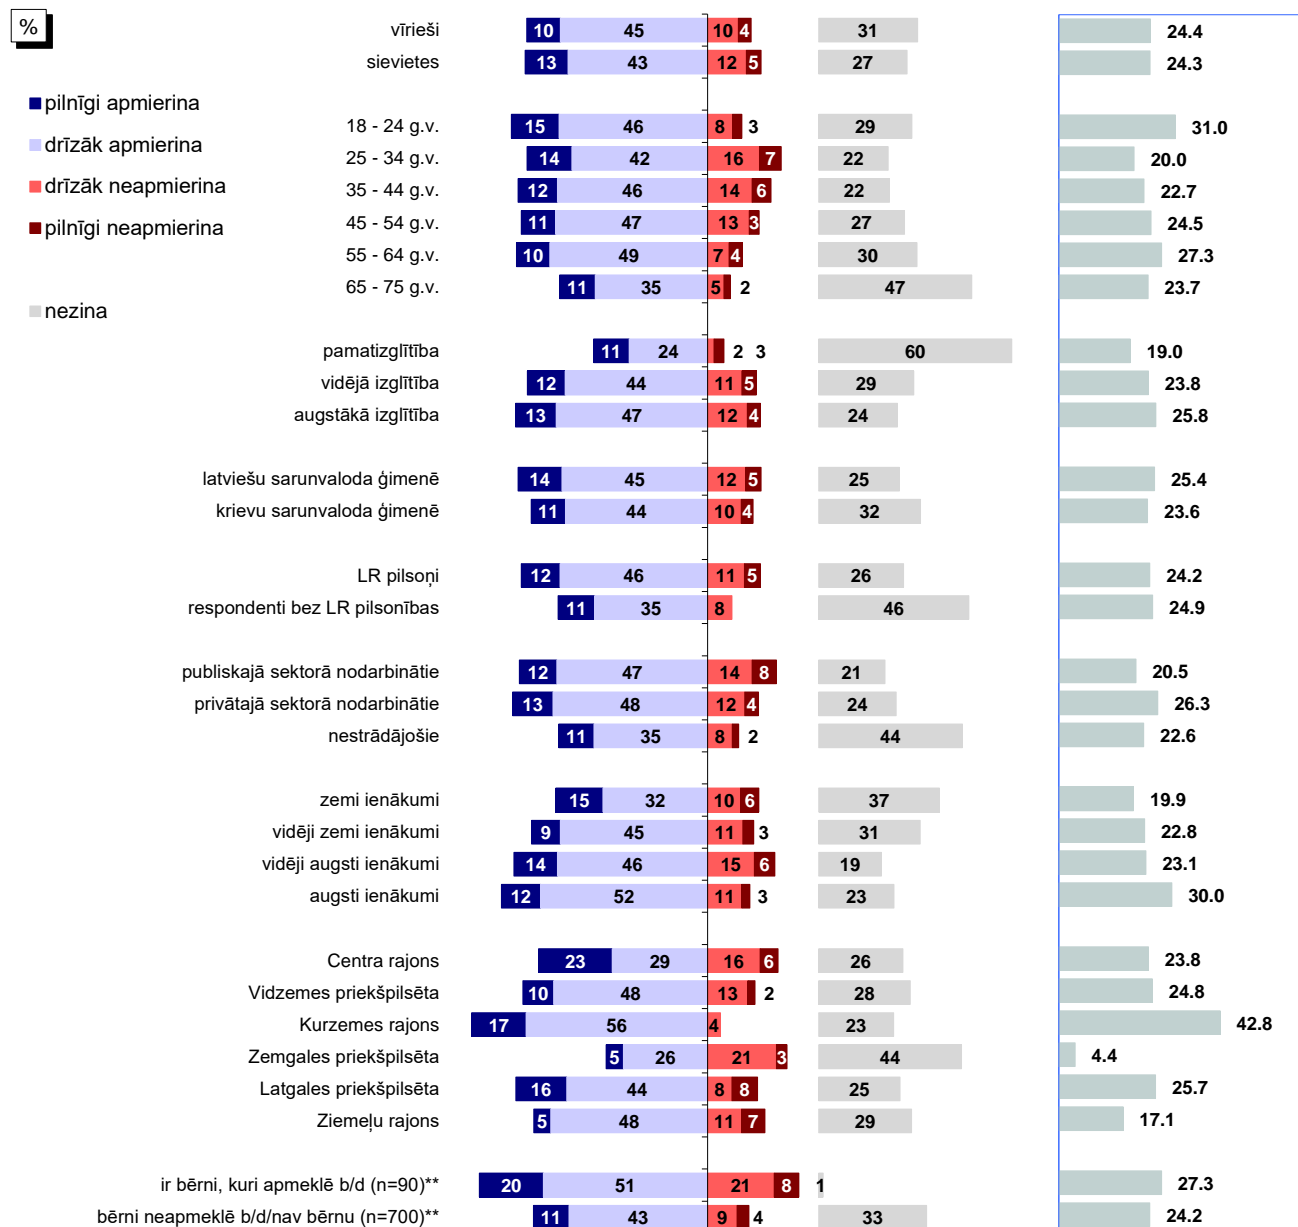 %
pilnīgi apmierina
drīzāk apmierina
drīzāk neapmierina
pilnīgi neapmierina
nezina
vīrieši 10 45 10 4 31 24.4
sievietes 13 43 12 5 27 24.3
18 - 24 g.v. 15 46 8 3 29 31.0
25 - 34 g.v. 14 42 16 7 22 20.0
35 - 44 g.v. 12 46 14 6 22 22.7
45 - 54 g.v. 11 47 13 3 27 24.5
55 - 64 g.v. 10 49 7 4 30 27.3
65 - 75 g.v. 11 35 5 2 47 23.7
pamatizglītība 11 24 2 3 60 19.0
vidējā izglītība 12 44 11 5 29 23.8
augstākā izglītība 13 47 12 4 24 25.8
latviešu sarunvaloda ģimenē 14 45 12 5 25 25.4
krievu sarunvaloda ģimenē 11 44 10 4 32 23.6
LR pilsoņi 12 46 11 5 26 24.2
respondenti bez LR pilsonības 11 35 8 46 24.9
publiskajā sektorā nodarbinātie 12 47 14 8 21 20.5
privātajā sektorā nodarbinātie 13 48 12 4 24 26.3
nestrādājošie 11 35 8 2 44 22.6
zemi ienākumi 15 32 10 6 37 19.9
vidēji zemi ienākumi 9 45 11 3 31 22.8
vidēji augsti ienākumi 14 46 15 6 19 23.1
augsti ienākumi 12 52 11 3 23 30.0
Centra rajons 23 29 16 6 26 23.8
Vidzemes priekšpilsēta 10 48 13 2 28 24.8
Kurzemes rajons 17 56 4 23 42.8
Zemgales priekšpilsēta 5 26 21 3 44 4.4
Latgales priekšpilsēta 16 44 8 8 25 25.7
Ziemeļu rajons 5 48 11 7 29 17.1
ir bērni, kuri apmeklē b/d (n=90)** 20 51 21 8 1 27.3
bērni neapmeklē b/d/nav bērnu (n=700)** 11 43 9 4 33 24.2